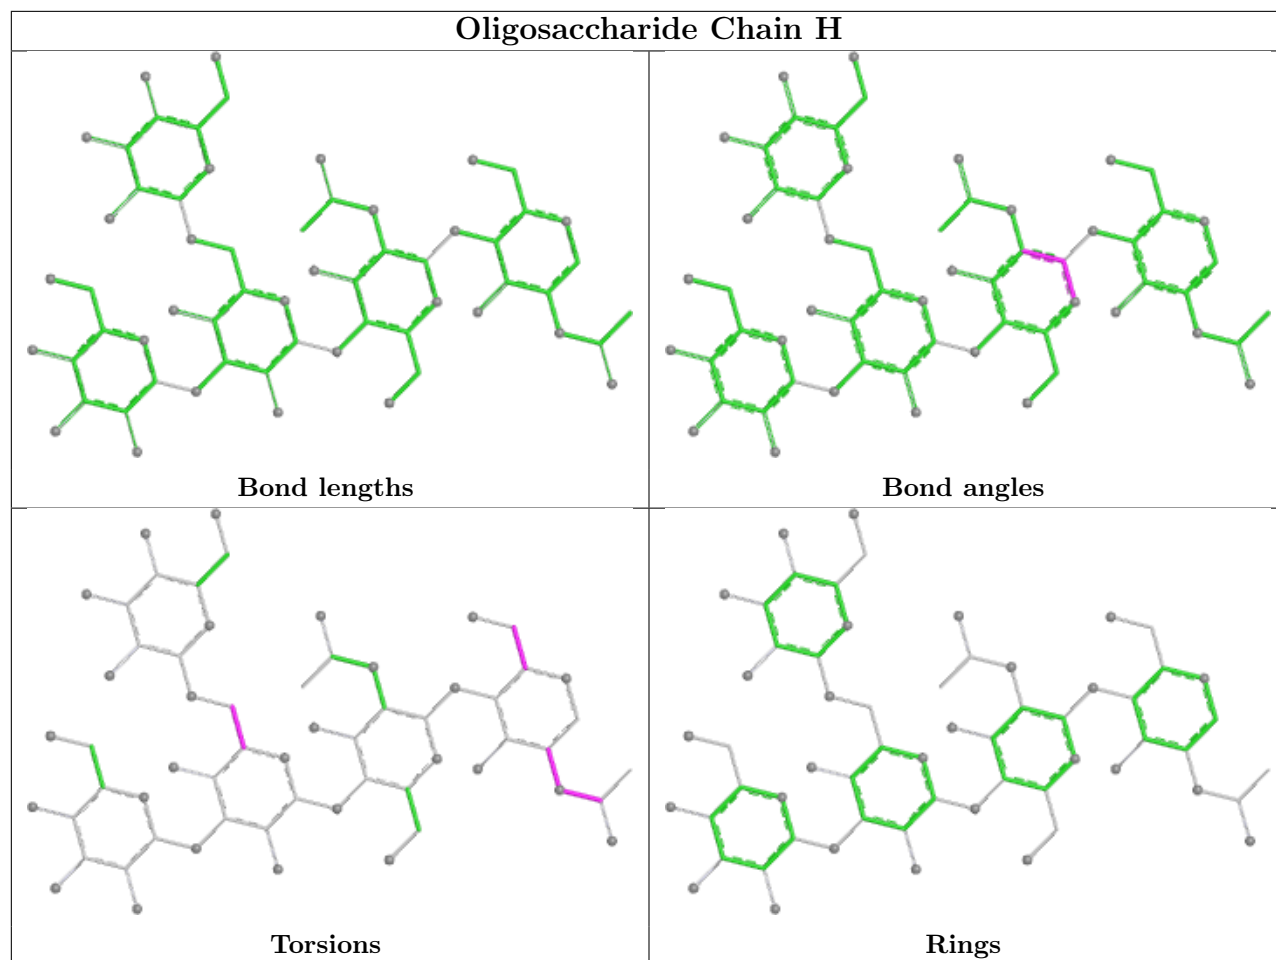 Oligosaccharide Chain H
Bond lengths
Bond angles
Torsions
Rings